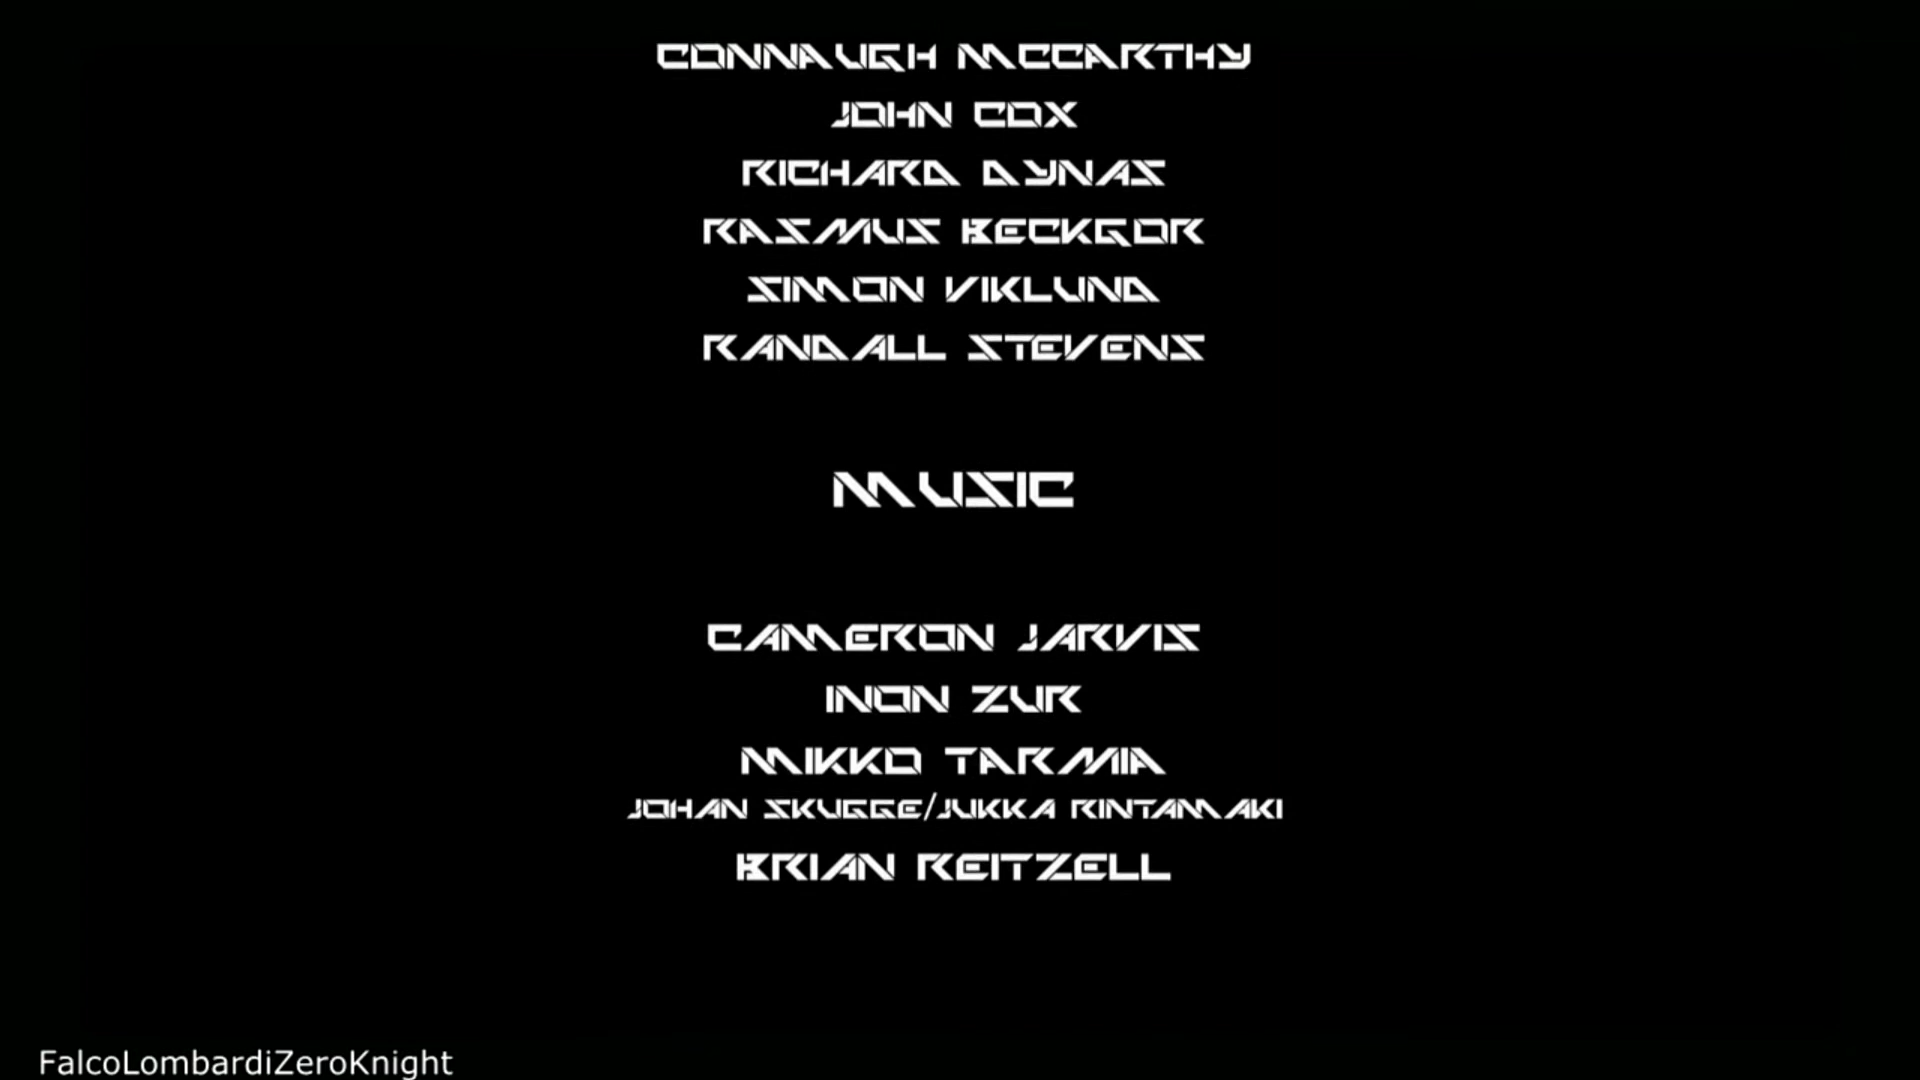 CONNAUGH MCCARTHY
JOHN COX
RICHARD DYNAS
RASMUS BECKGOR
SIMON VIKLUND
RANDALL STEVENS
MUSIC
CAMERON JARVIS
INON ZUR
MIKKO TARMIA
JOHAN SKUGGE/JUKKA RINTAMAKI
BRIAN REITZELL
FalcoLombardiZeroKnight